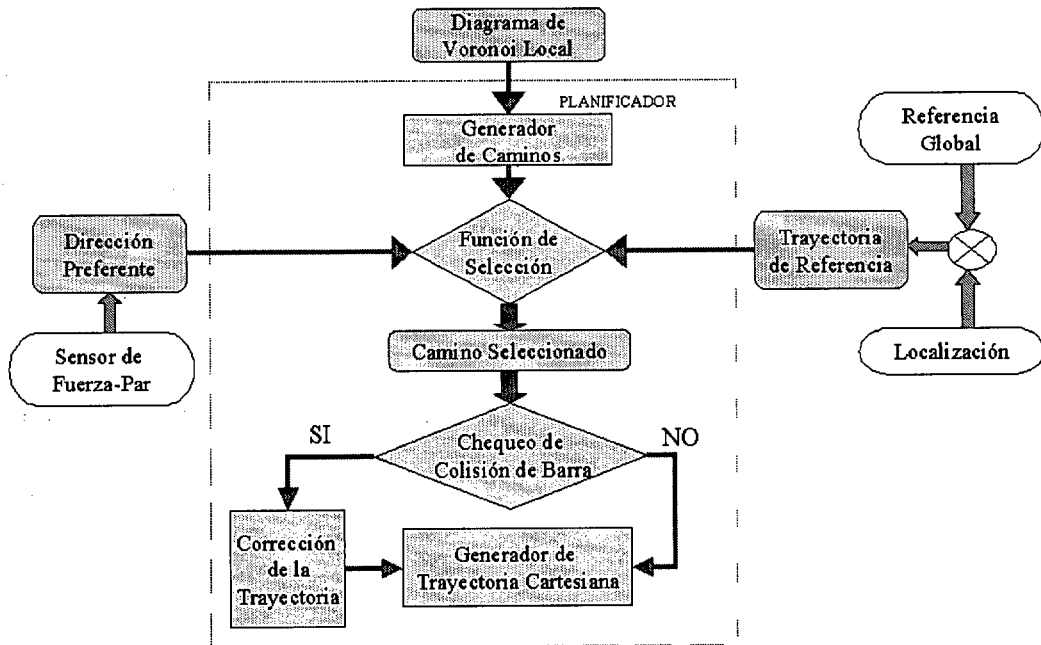 Diagrama de
Voronoi Local
PLANIFICADOR
Generador
de Caminos
Referencia
Global
Dirección
Preferente
Función de
Selección
Trayectoria
de Referencia
Sensor de
Fuerza-Par
Camino Seleccionado
Localización
SI
Chequeo de
Colisión de Barra
NO
Corrección
de la
Trayectoria
Generador de
Trayectoria Cartesiana